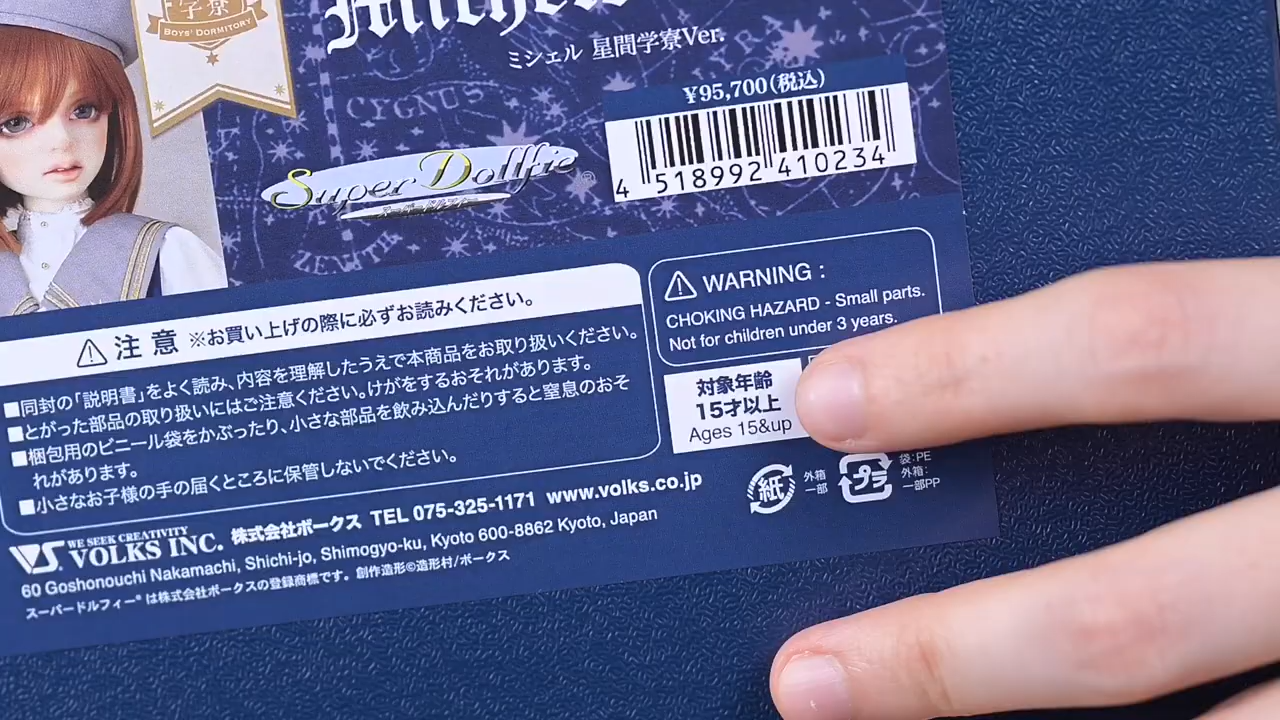 学寮
BOYS' DORMITORY
ミシェル 星間学寮Ver.
¥95,700(税込)
CYGNUS
4 518992 410234
Super Dollfie®
スーパードルフィー
ZENITH
⚠ WARNING :
CHOKING HAZARD - Small parts.
Not for children under 3 years.
⚠ 注意 ※お買い上げの際に必ずお読みください。
■同封の「説明書」をよく読み、内容を理解したうえで本商品をお取り扱いください。
■とがった部品の取り扱いにはご注意ください。けがをするおそれがあります。
■梱包用のビニール袋をかぶったり、小さな部品を飲み込んだりすると窒息のおそ
れがあります。
■小さなお子様の手の届くところに保管しないでください。
対象年齢
15才以上
Ages 15&up
紙
外箱
一部
プラ
袋:PE
外箱:
一部PP
WE SEEK CREATIVITY
VS. VOLKS INC. 株式会社ボークス TEL 075-325-1171 www.volks.co.jp
60 Goshonouchi Nakamachi, Shichi-jo, Shimogyo-ku, Kyoto 600-8862 Kyoto, Japan
スーパードルフィー® は株式会社ボークスの登録商標です。創作造形©造形村/ボークス